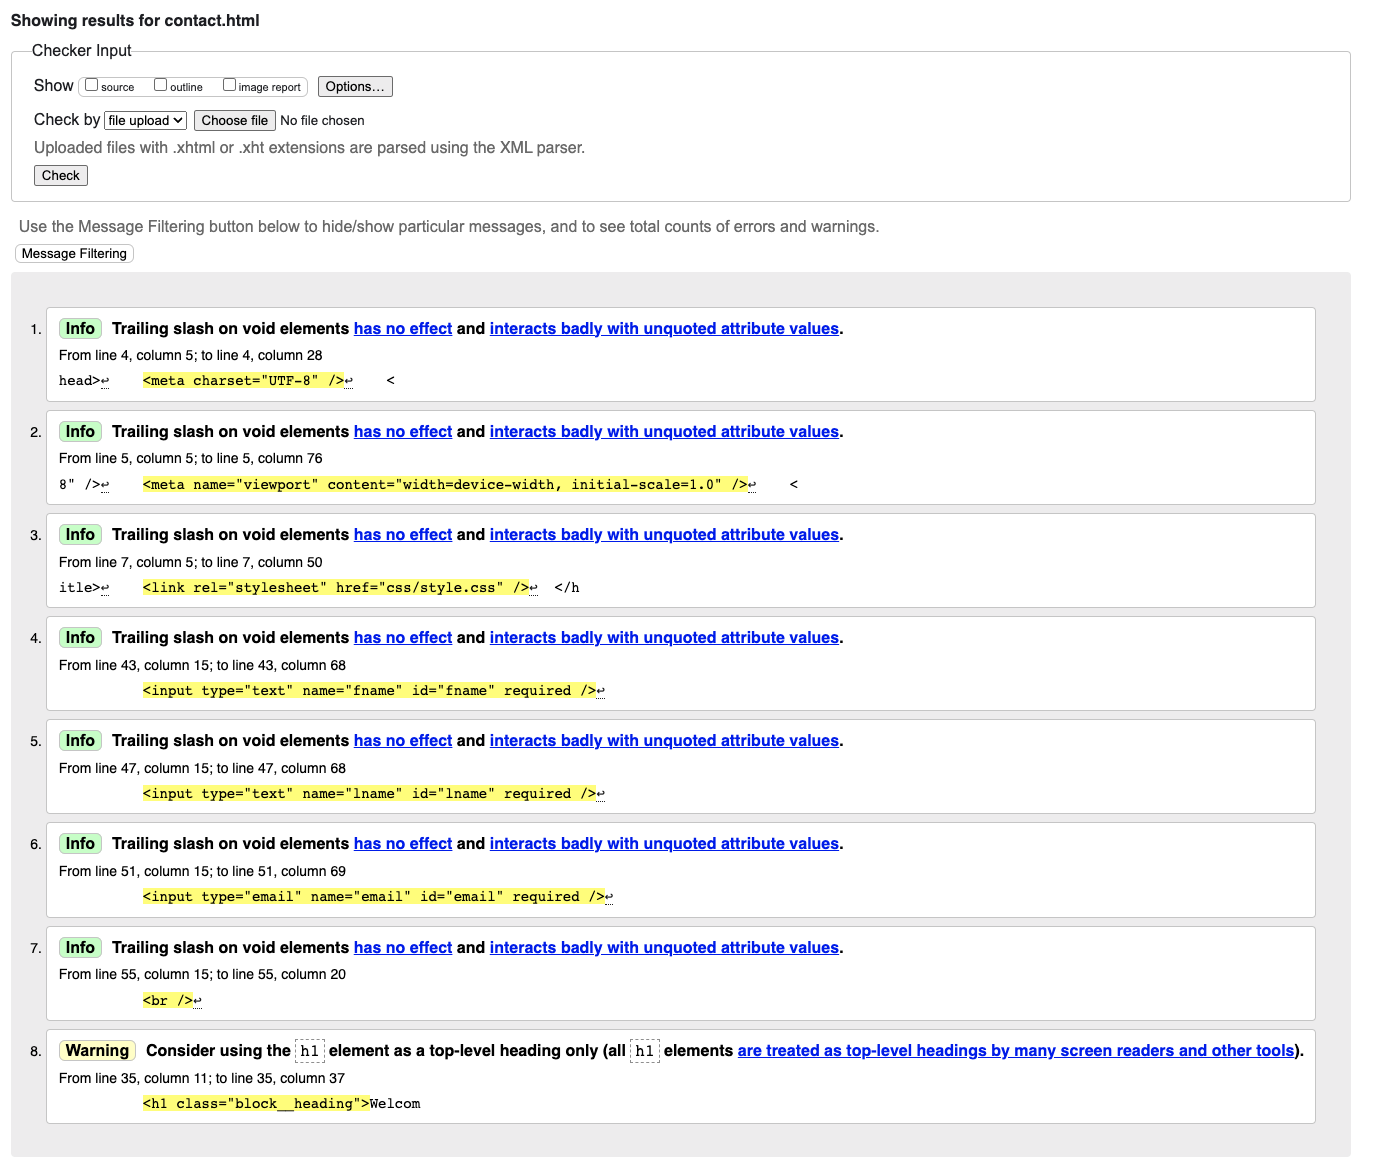 Showing results for contact.html
Checker Input
Show source outline image report Options...
Check by file upload Choose file No file chosen
Uploaded files with .xhtml or .xht extensions are parsed using the XML parser.
Check
Use the Message Filtering button below to hide/show particular messages, and to see total counts of errors and warnings.
Message Filtering
1. Info Trailing slash on void elements has no effect and interacts badly with unquoted attribute values.
From line 4, column 5; to line 4, column 28
head>↩ <meta charset="UTF-8" />↩ <
2. Info Trailing slash on void elements has no effect and interacts badly with unquoted attribute values.
From line 5, column 5; to line 5, column 76
8" />↩ <meta name="viewport" content="width=device-width, initial-scale=1.0" />↩ <
3. Info Trailing slash on void elements has no effect and interacts badly with unquoted attribute values.
From line 7, column 5; to line 7, column 50
itle>↩ <link rel="stylesheet" href="css/style.css" />↩ </h
4. Info Trailing slash on void elements has no effect and interacts badly with unquoted attribute values.
From line 43, column 15; to line 43, column 68
<input type="text" name="fname" id="fname" required />↩
5. Info Trailing slash on void elements has no effect and interacts badly with unquoted attribute values.
From line 47, column 15; to line 47, column 68
<input type="text" name="lname" id="lname" required />↩
6. Info Trailing slash on void elements has no effect and interacts badly with unquoted attribute values.
From line 51, column 15; to line 51, column 69
<input type="email" name="email" id="email" required />↩
7. Info Trailing slash on void elements has no effect and interacts badly with unquoted attribute values.
From line 55, column 15; to line 55, column 20
<br />↩
8. Warning Consider using the h1 element as a top-level heading only (all h1 elements are treated as top-level headings by many screen readers and other tools).
From line 35, column 11; to line 35, column 37
<h1 class="block__heading">Welcom